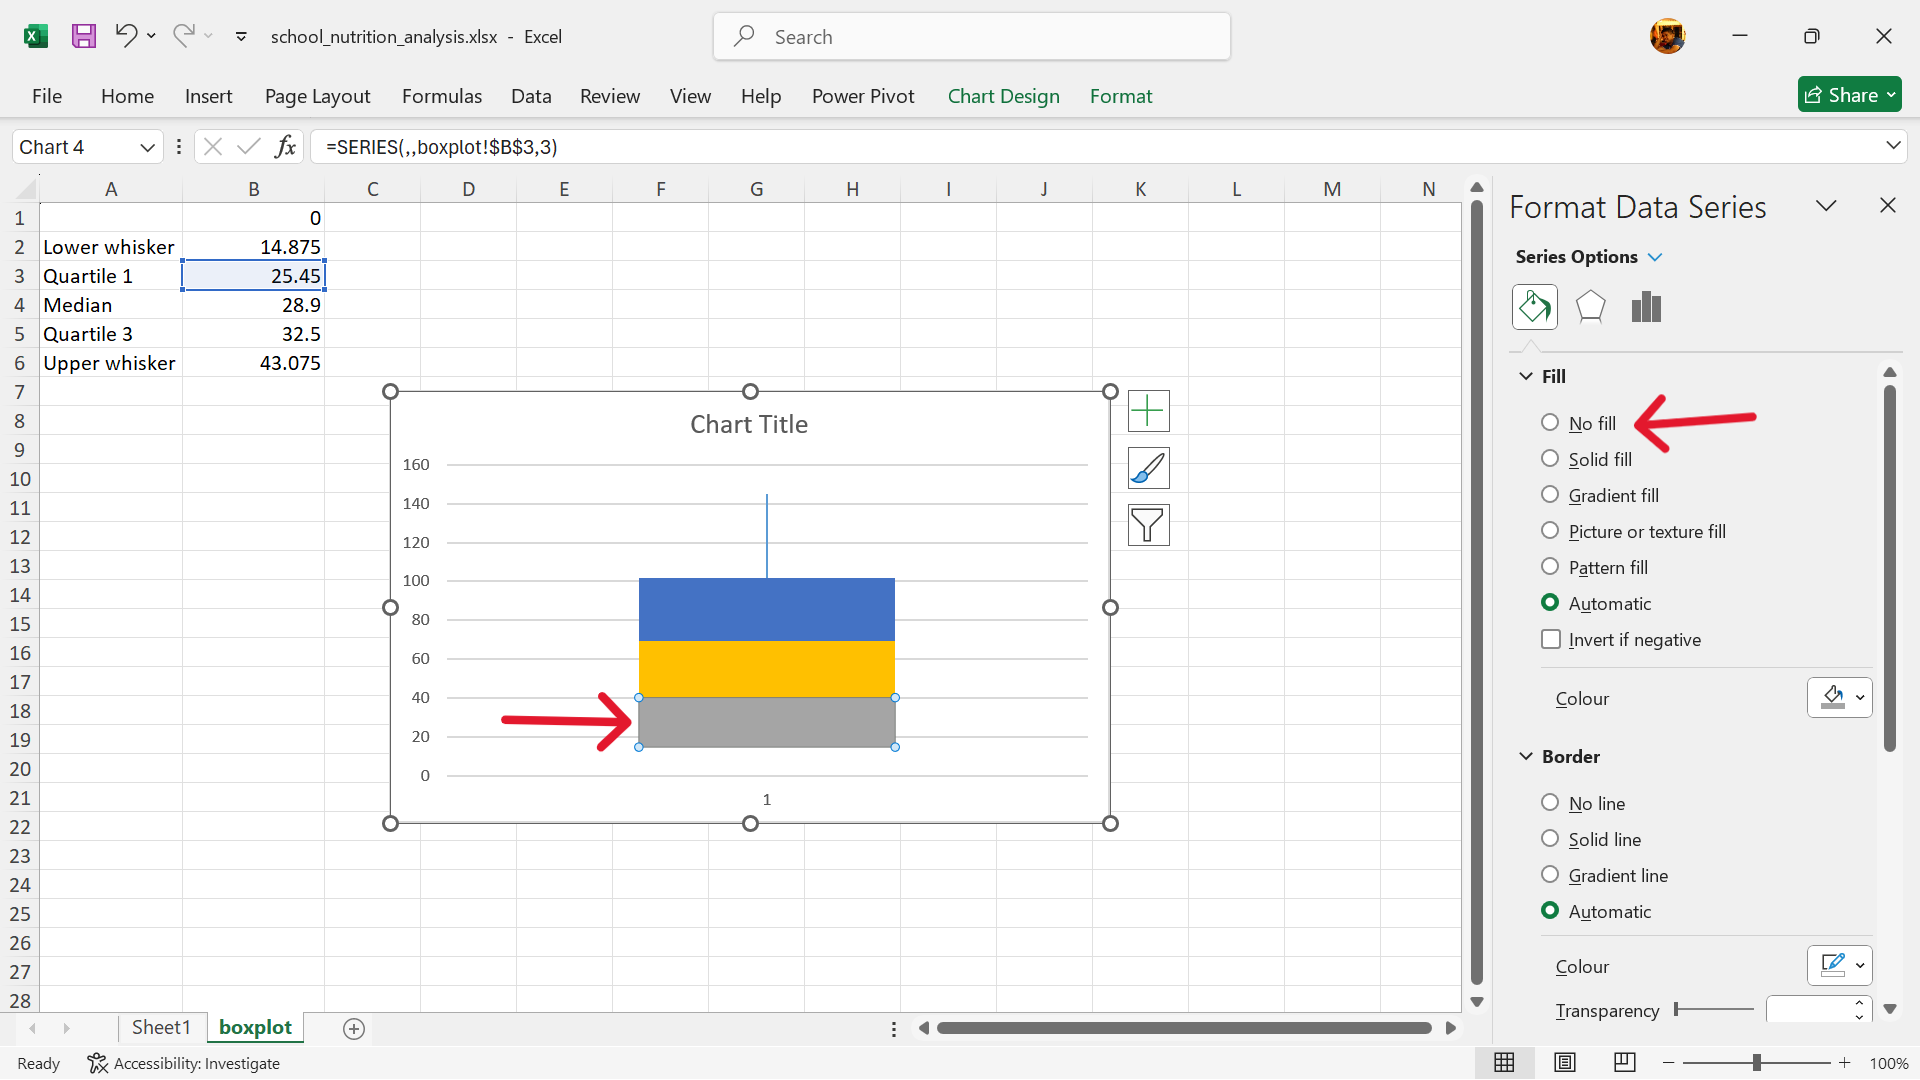 school_nutrition_analysis.xlsx - Excel
Search
File Home Insert Page Layout Formulas Data Review View Help Power Pivot Chart Design Format Share
Chart 4 fx =SERIES(,,boxplot!$B$3,3)
A B C D E F G H I J K L M N
1 0
2 Lower whisker 14.875
3 Quartile 1 25.45
4 Median 28.9
5 Quartile 3 32.5
6 Upper whisker 43.075
7
8
9
10
11
12
13
14
15
16
17
18
19
20
21
22
23
24
25
26
27
28
Chart Title
160
140
120
100
80
60
40
20
0
1
Format Data Series
Series Options
Fill
No fill
Solid fill
Gradient fill
Picture or texture fill
Pattern fill
Automatic
Invert if negative
Colour
Border
No line
Solid line
Gradient line
Automatic
Colour
Transparency
Sheet1 boxplot
Ready Accessibility: Investigate 100%